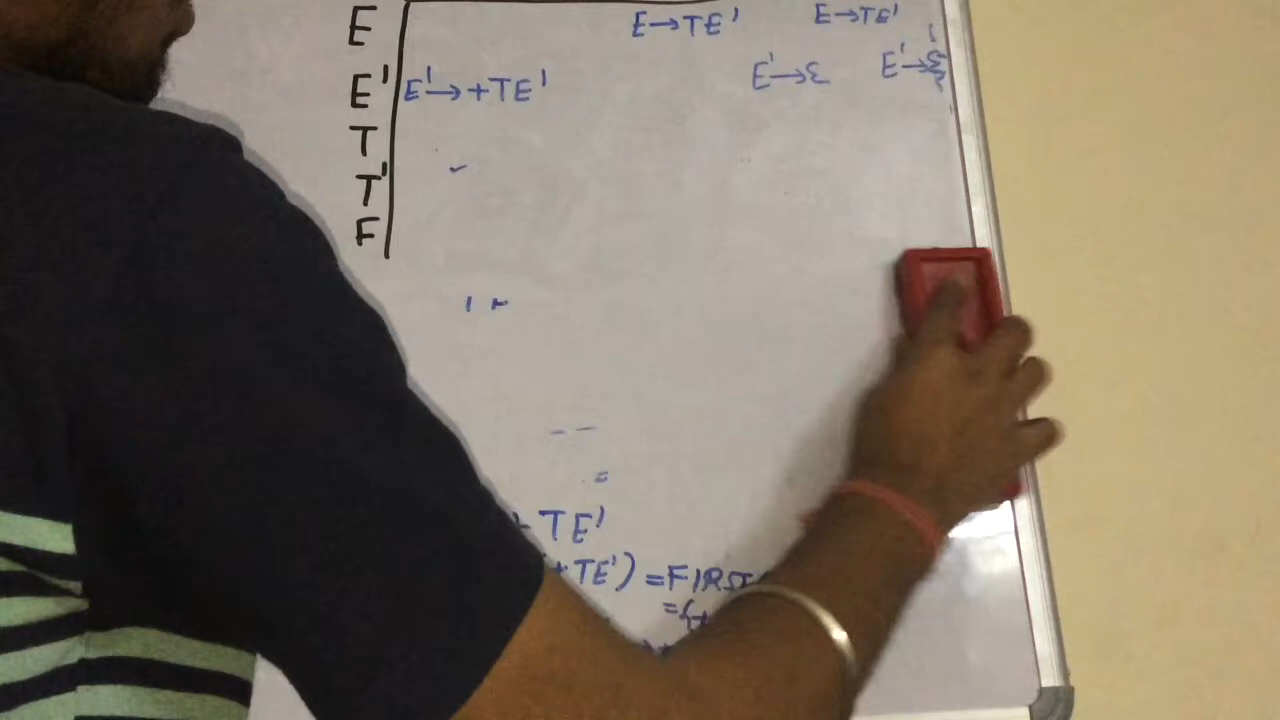 E E→TE' E→TE'
E' E'→+TE' E'→ε E'→ε
T
T'
F
+ TE'
+TE') =FIRST
={+